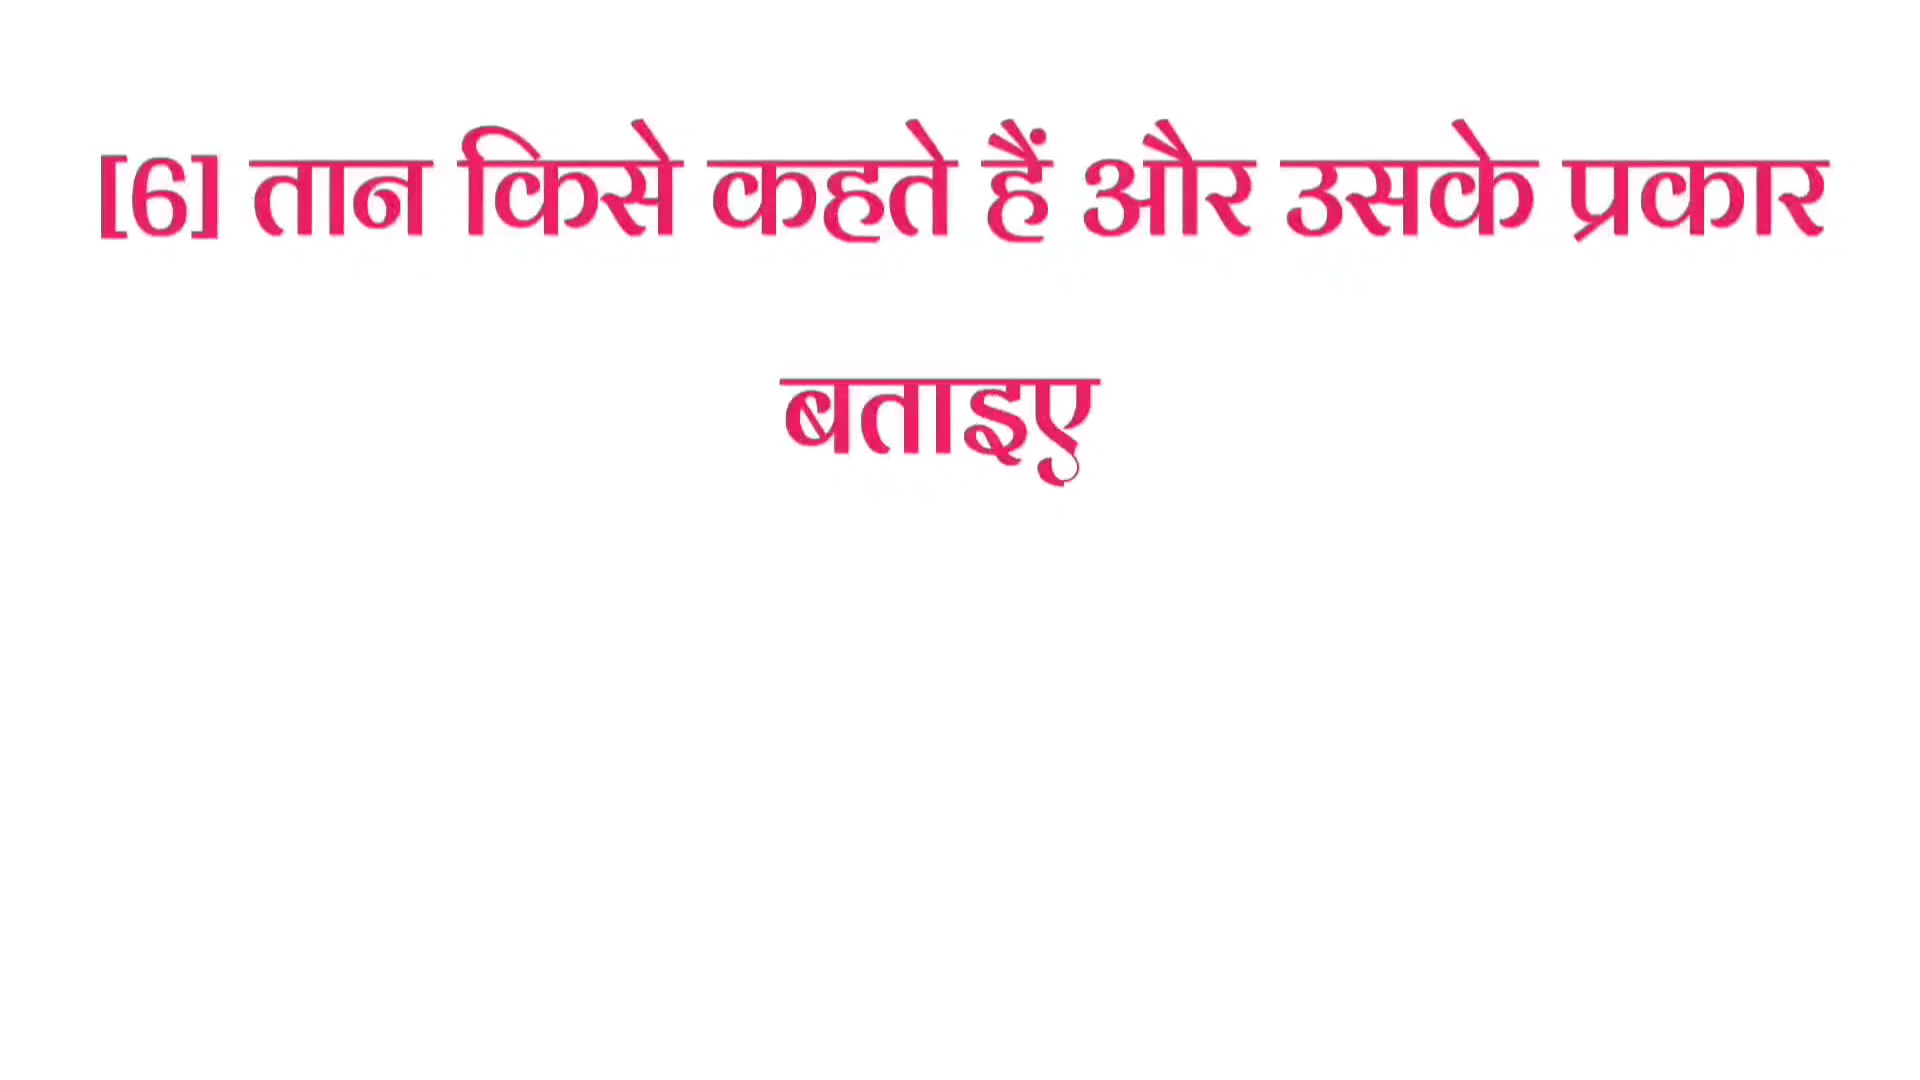 [6] तान किसे कहते हैं और उसके प्रकार
बताइए